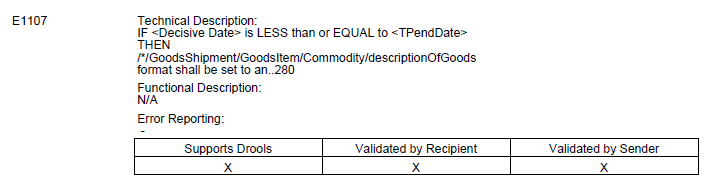 E1107
Technical Description:
IF <Decisive Date> is LESS than or EQUAL to <TPendDate>
THEN
/*/GoodsShipment/GoodsItem/Commodity/descriptionOfGoods
format shall be set to an..280
Functional Description:
N/A
Error Reporting:
-
Supports Drools Validated by Recipient Validated by Sender
X X X